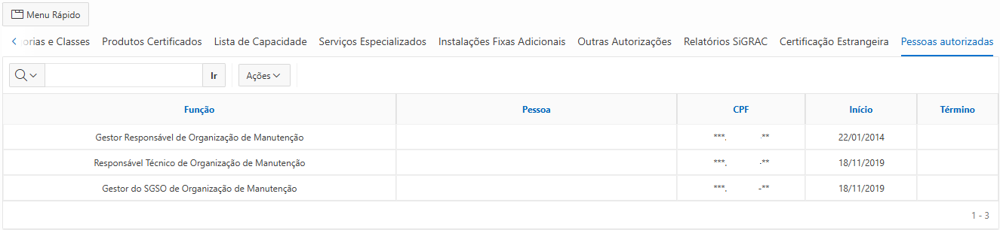 Menu Rápido
orias e Classes Produtos Certificados Lista de Capacidade Serviços Especializados Instalações Fixas Adicionais Outras Autorizações Relatórios SiGRAC Certificação Estrangeira Pessoas autorizadas
Ir Ações
Função Pessoa CPF Início Término
Gestor Responsável de Organização de Manutenção ***. -** 22/01/2014
Responsável Técnico de Organização de Manutenção ***. -** 18/11/2019
Gestor do SGSO de Organização de Manutenção ***. -** 18/11/2019
1 - 3